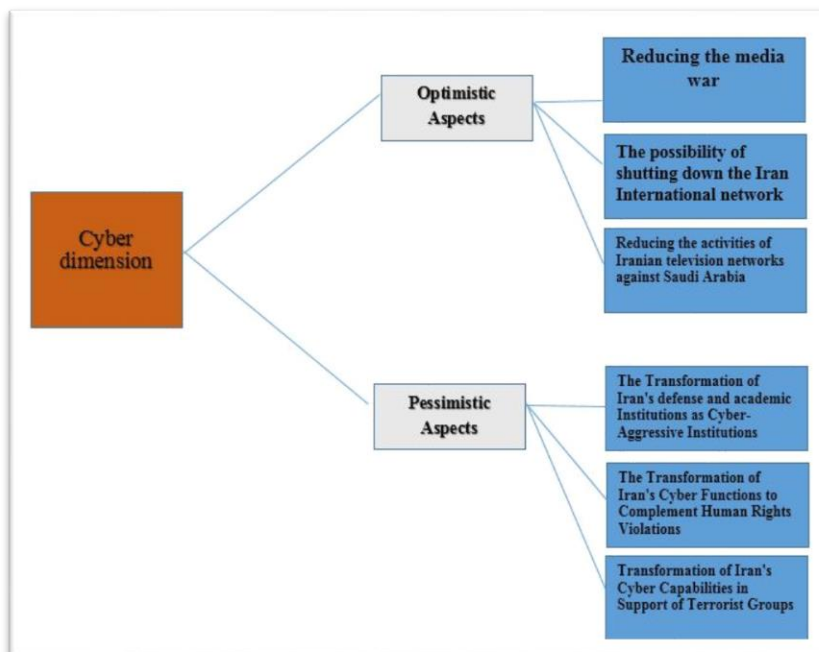 Cyber
dimension
Optimistic
Aspects
Reducing the media
war
The possibility of
shutting down the Iran
International network
Reducing the activities of
Iranian television networks
against Saudi Arabia
Pessimistic
Aspects
The Transformation of
Iran's defense and academic
Institutions as Cyber-
Aggressive Institutions
The Transformation of
Iran's Cyber Functions to
Complement Human Rights
Violations
Transformation of Iran's
Cyber Capabilities in
Support of Terrorist Groups